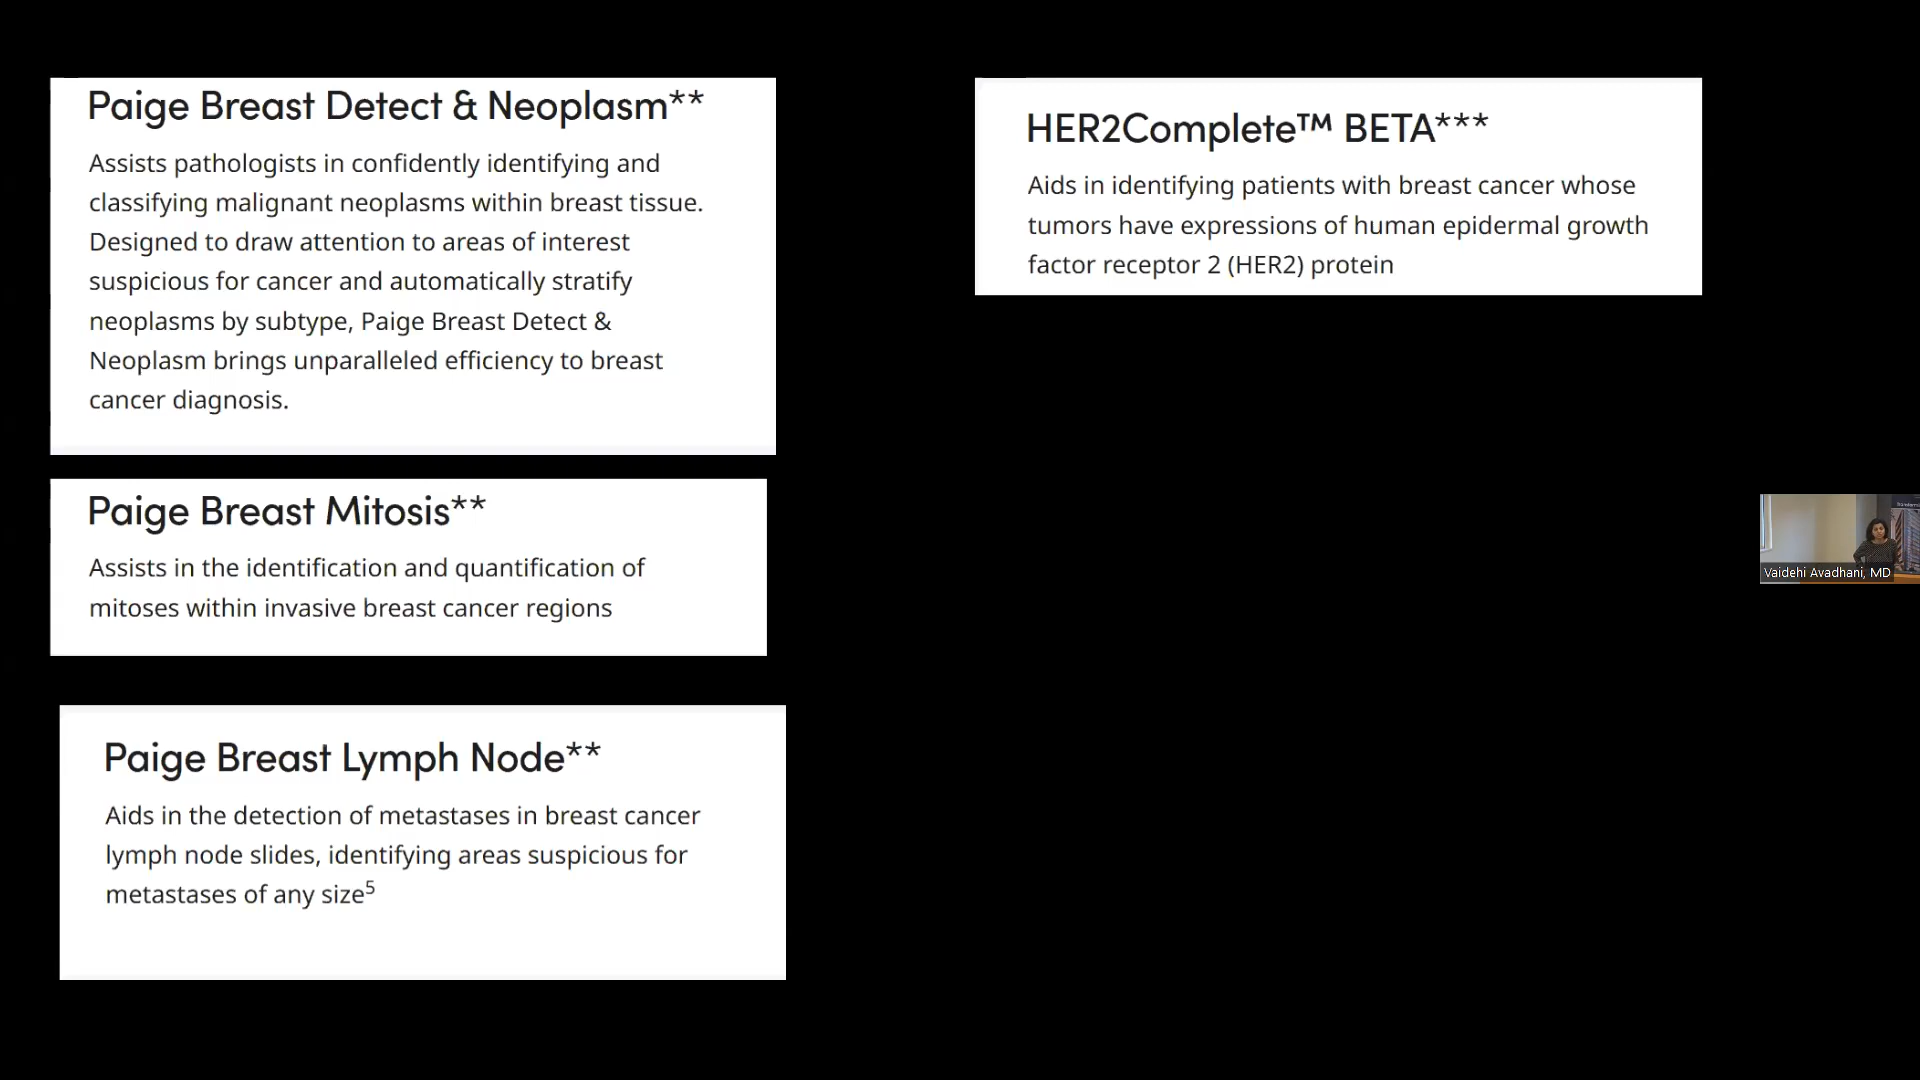 Paige Breast Detect & Neoplasm**
Assists pathologists in confidently identifying and
classifying malignant neoplasms within breast tissue.
Designed to draw attention to areas of interest
suspicious for cancer and automatically stratify
neoplasms by subtype, Paige Breast Detect &
Neoplasm brings unparalleled efficiency to breast
cancer diagnosis.
Paige Breast Mitosis**
Assists in the identification and quantification of
mitoses within invasive breast cancer regions
Paige Breast Lymph Node**
Aids in the detection of metastases in breast cancer
lymph node slides, identifying areas suspicious for
metastases of any size⁵
HER2Complete™ BETA***
Aids in identifying patients with breast cancer whose
tumors have expressions of human epidermal growth
factor receptor 2 (HER2) protein
Vaidehi Avadhani, MD